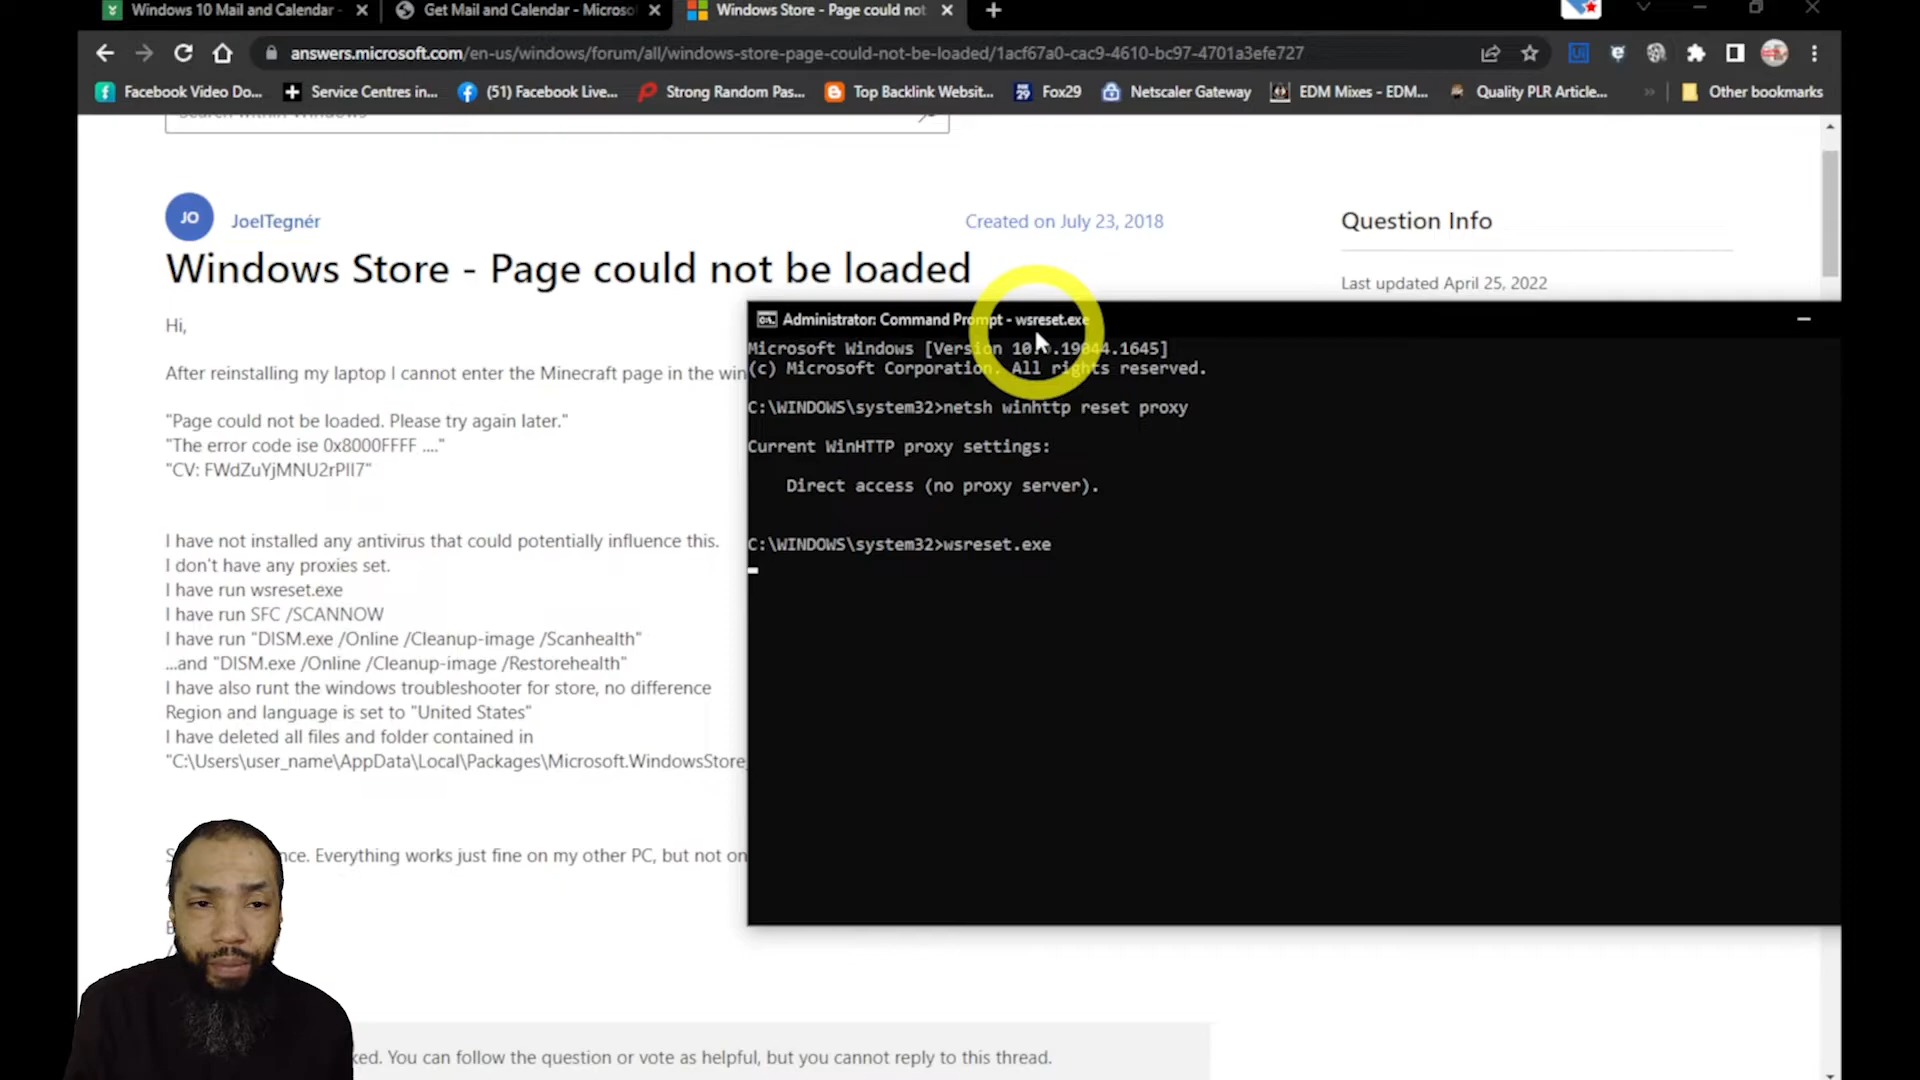 Windows 10 Mail and Calendar -
Get Mail and Calendar - Microso
Windows Store - Page could not
answers.microsoft.com/en-us/windows/forum/all/windows-store-page-could-not-be-loaded/1acf67a0-cac9-4610-bc97-4701a3efe727
Facebook Video Do...
Service Centres in...
(51) Facebook Live...
Strong Random Pas...
Top Backlink Websit...
29
Fox29
Netscaler Gateway
EDM Mixes - EDM...
Quality PLR Article...
»
Other bookmarks
Search within Windows
JO
JoelTegnér
Created on July 23, 2018
Question Info
Windows Store - Page could not be loaded
Last updated April 25, 2022
Hi,
After reinstalling my laptop I cannot enter the Minecraft page in the win
"Page could not be loaded. Please try again later."
"The error code ise 0x8000FFFF ...."
"CV: FWdZuYjMNU2rPlI7"
I have not installed any antivirus that could potentially influence this.
I don't have any proxies set.
I have run wsreset.exe
I have run SFC /SCANNOW
I have run "DISM.exe /Online /Cleanup-image /Scanhealth"
...and "DISM.exe /Online /Cleanup-image /Restorehealth"
I have also runt the windows troubleshooter for store, no difference
Region and language is set to "United States"
I have deleted all files and folder contained in
"C:\Users\user_name\AppData\Local\Packages\Microsoft.WindowsStore_
nce. Everything works just fine on my other PC, but not on
ked. You can follow the question or vote as helpful, but you cannot reply to this thread.
Administrator: Command Prompt - wsreset.exe
Microsoft Windows [Version 10.0.19044.1645]
(c) Microsoft Corporation. All rights reserved.
C:\WINDOWS\system32>netsh winhttp reset proxy
Current WinHTTP proxy settings:
Direct access (no proxy server).
C:\WINDOWS\system32>wsreset.exe